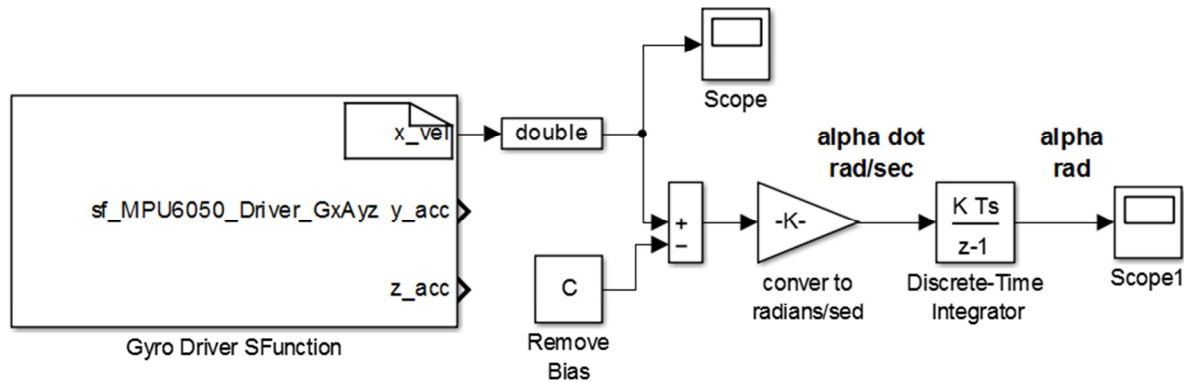 Scope
x_vel
double
alpha dot
rad/sec
alpha
rad
sf_MPU6050_Driver_GxAyz y_acc
+
−
-K-
K Ts
z-1
Scope1
z_acc
C
conver to
radians/sed
Discrete-Time
Integrator
Gyro Driver SFunction
Remove
Bias